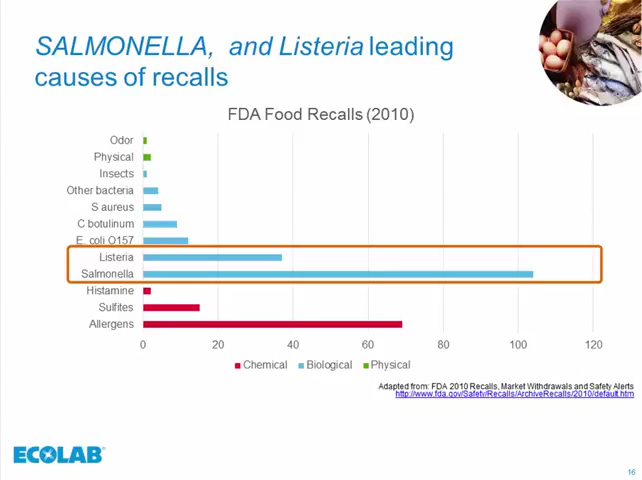 SALMONELLA, and Listeria leading
causes of recalls
FDA Food Recalls (2010)
Odor
Physical
Insects
Other bacteria
S aureus
C botulinum
E. coli O157
Listeria
Salmonella
Histamine
Sulfites
Allergens
0 20 40 60 80 100 120
Chemical Biological Physical
Adapted from: FDA 2010 Recalls, Market Withdrawals and Safety Alerts
http://www.fda.gov/Safety/Recalls/ArchiveRecalls/2010/default.htm
ECOLAB
16